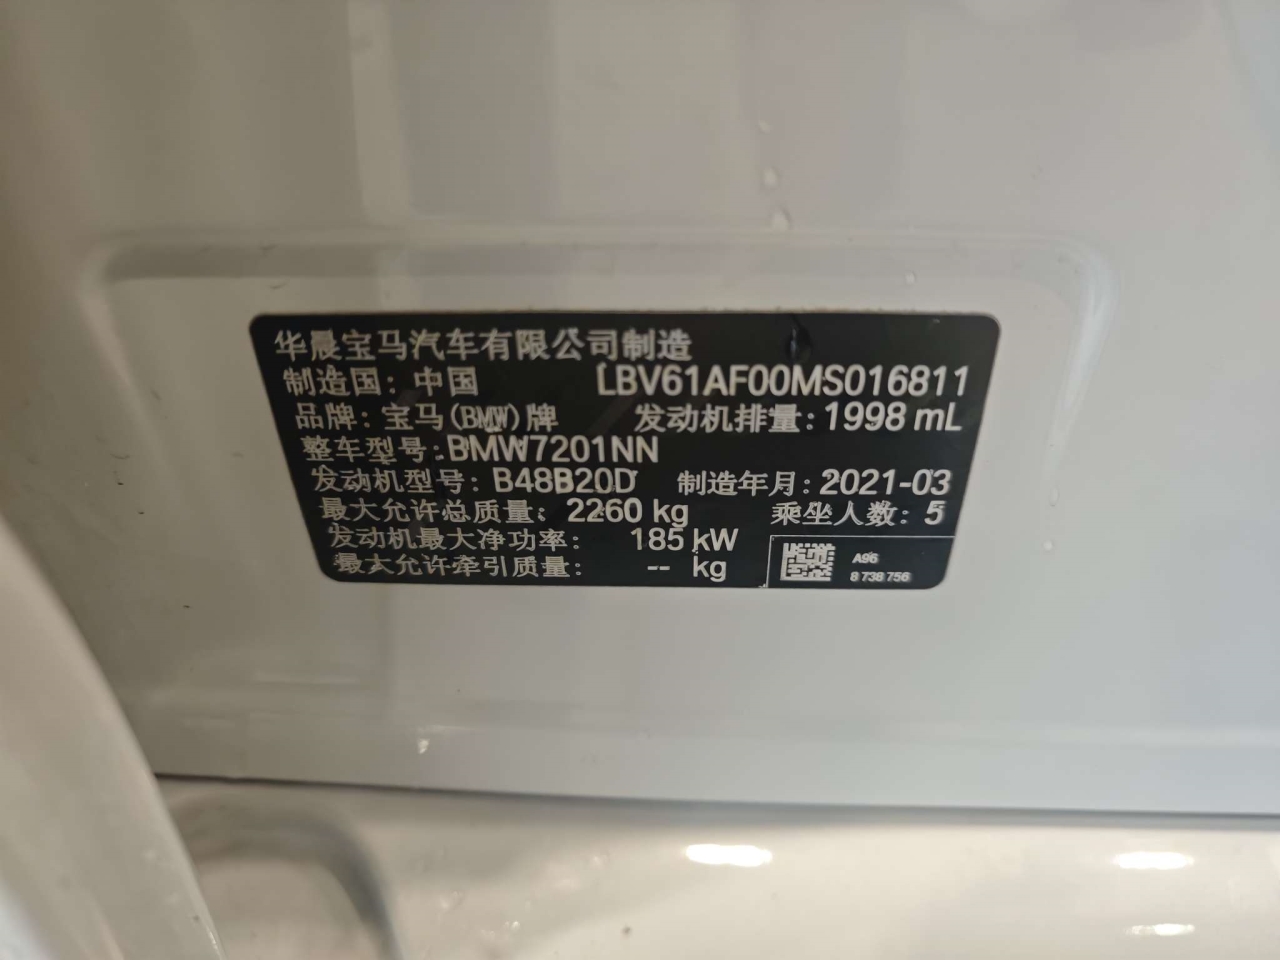 华晨宝马汽车有限公司制造
制造国：中国 LBV61AF00MS016811
品牌：宝马(BMW)牌 发动机排量：1998 mL
整车型号：BMW7201NN
发动机型号：B48B20D 制造年月：2021-03
最大允许总质量：2260 kg 乘坐人数：5
发动机最大净功率：185 kW
最大允许牵引质量：-- kg
A96
8 738 756